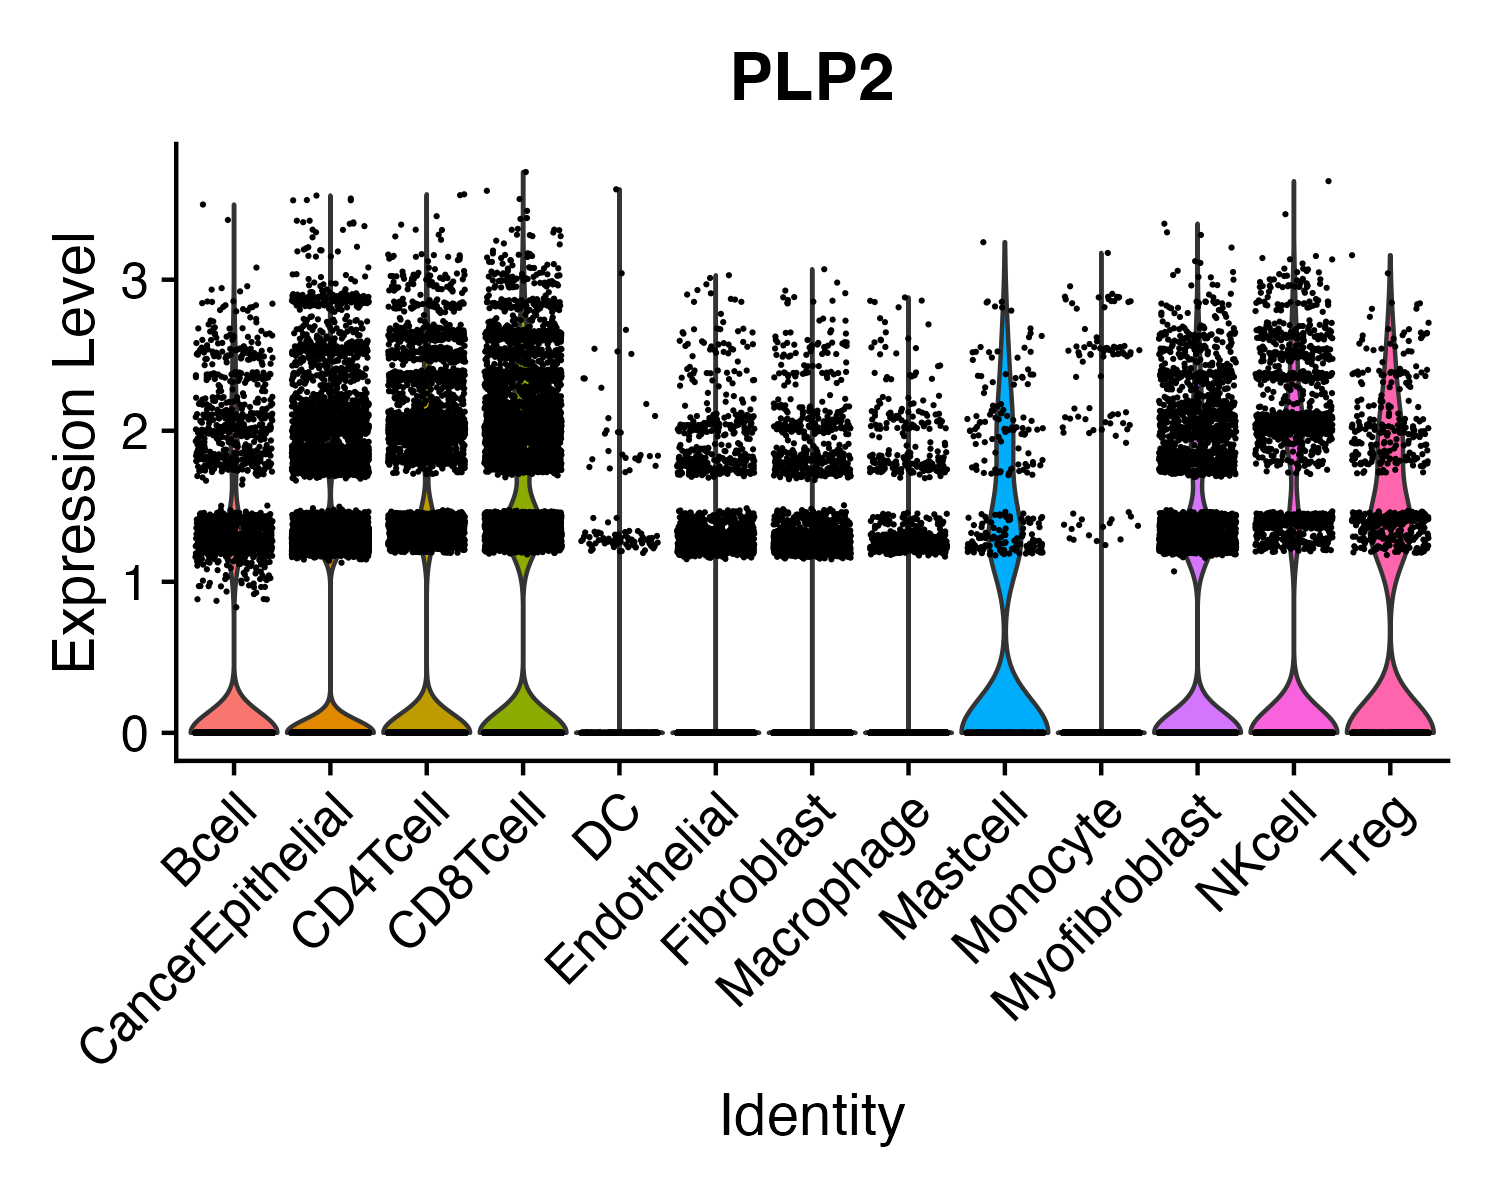 PLP2
Expression Level
3
2
1
0
Bcell
CancerEpithelial
CD4Tcell
CD8Tcell
DC
Endothelial
Fibroblast
Macrophage
Mastcell
Monocyte
Myofibroblast
NKcell
Treg
Identity